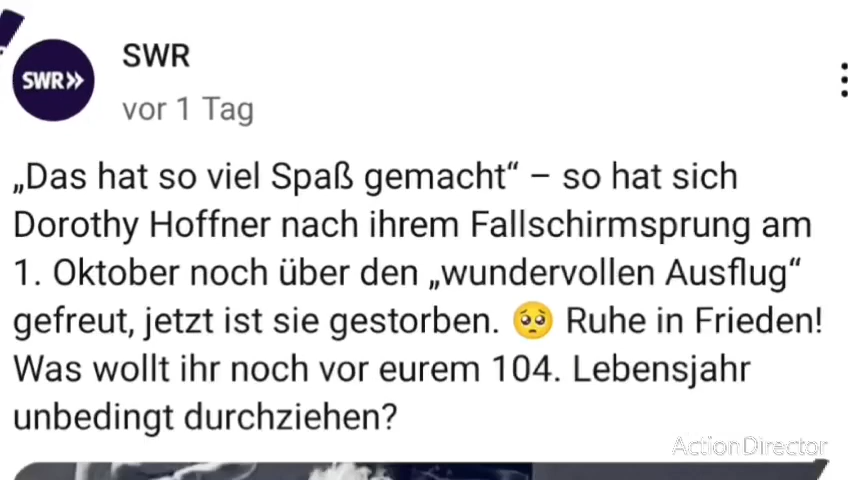 SWR
SWR»
vor 1 Tag
„Das hat so viel Spaß gemacht“ – so hat sich
Dorothy Hoffner nach ihrem Fallschirmsprung am
1. Oktober noch über den „wundervollen Ausflug“
gefreut, jetzt ist sie gestorben. 🥺 Ruhe in Frieden!
Was wollt ihr noch vor eurem 104. Lebensjahr
unbedingt durchziehen?
ActionDirector